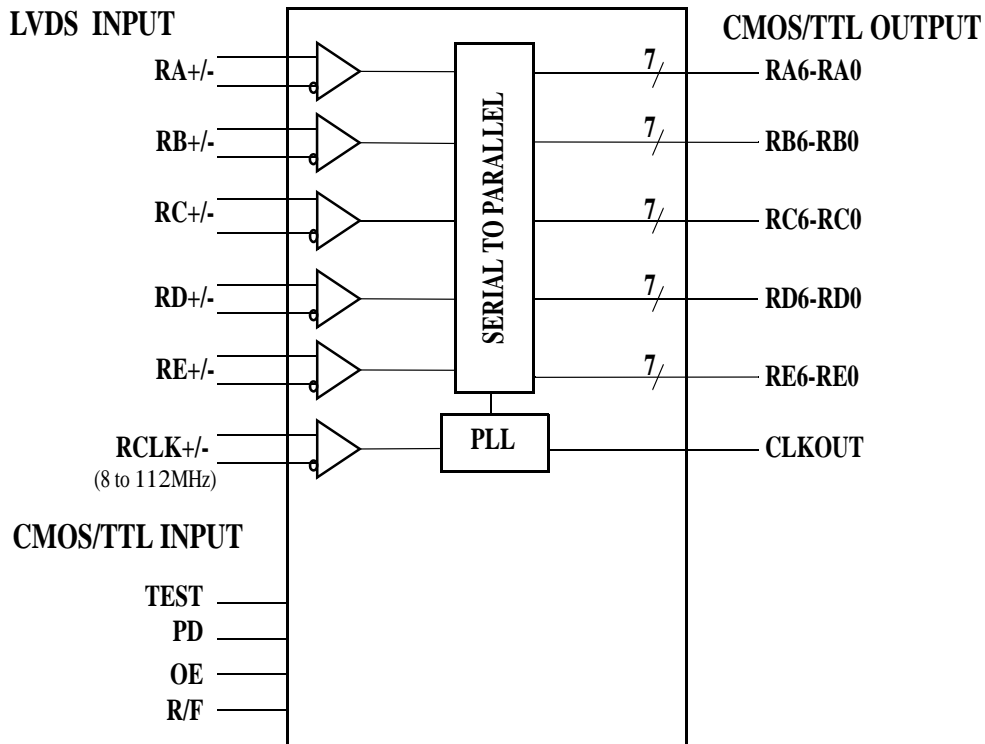 LVDS INPUT
CMOS/TTL OUTPUT
RA+/-
7
RA6-RA0
RB+/-
7
RB6-RB0
RC+/-
7
RC6-RC0
RD+/-
7
RD6-RD0
RE+/-
7
RE6-RE0
SERIAL TO PARALLEL
RCLK+/-
(8 to 112MHz)
PLL
CLKOUT
CMOS/TTL INPUT
TEST
PD
OE
R/F